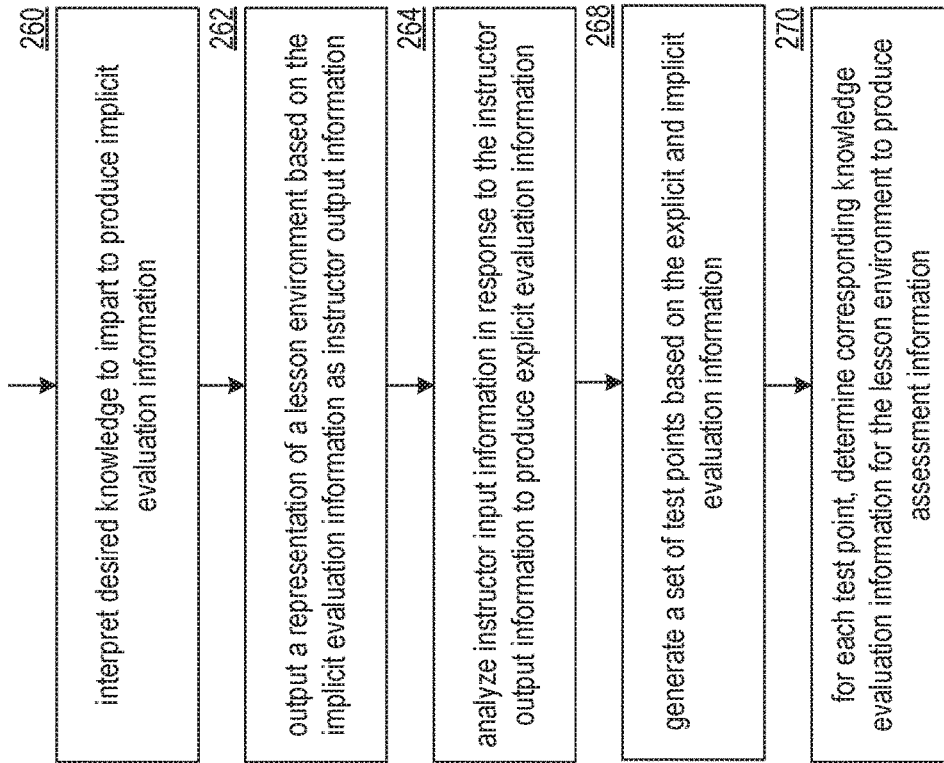 260
interpret desired knowledge to impart to produce implicit
evaluation information
262
output a representation of a lesson environment based on the
implicit evaluation information as instructor output information
264
analyze instructor input information in response to the instructor
output information to produce explicit evaluation information
268
generate a set of test points based on the explicit and implicit
evaluation information
270
for each test point, determine corresponding knowledge
evaluation information for the lesson environment to produce
assessment information